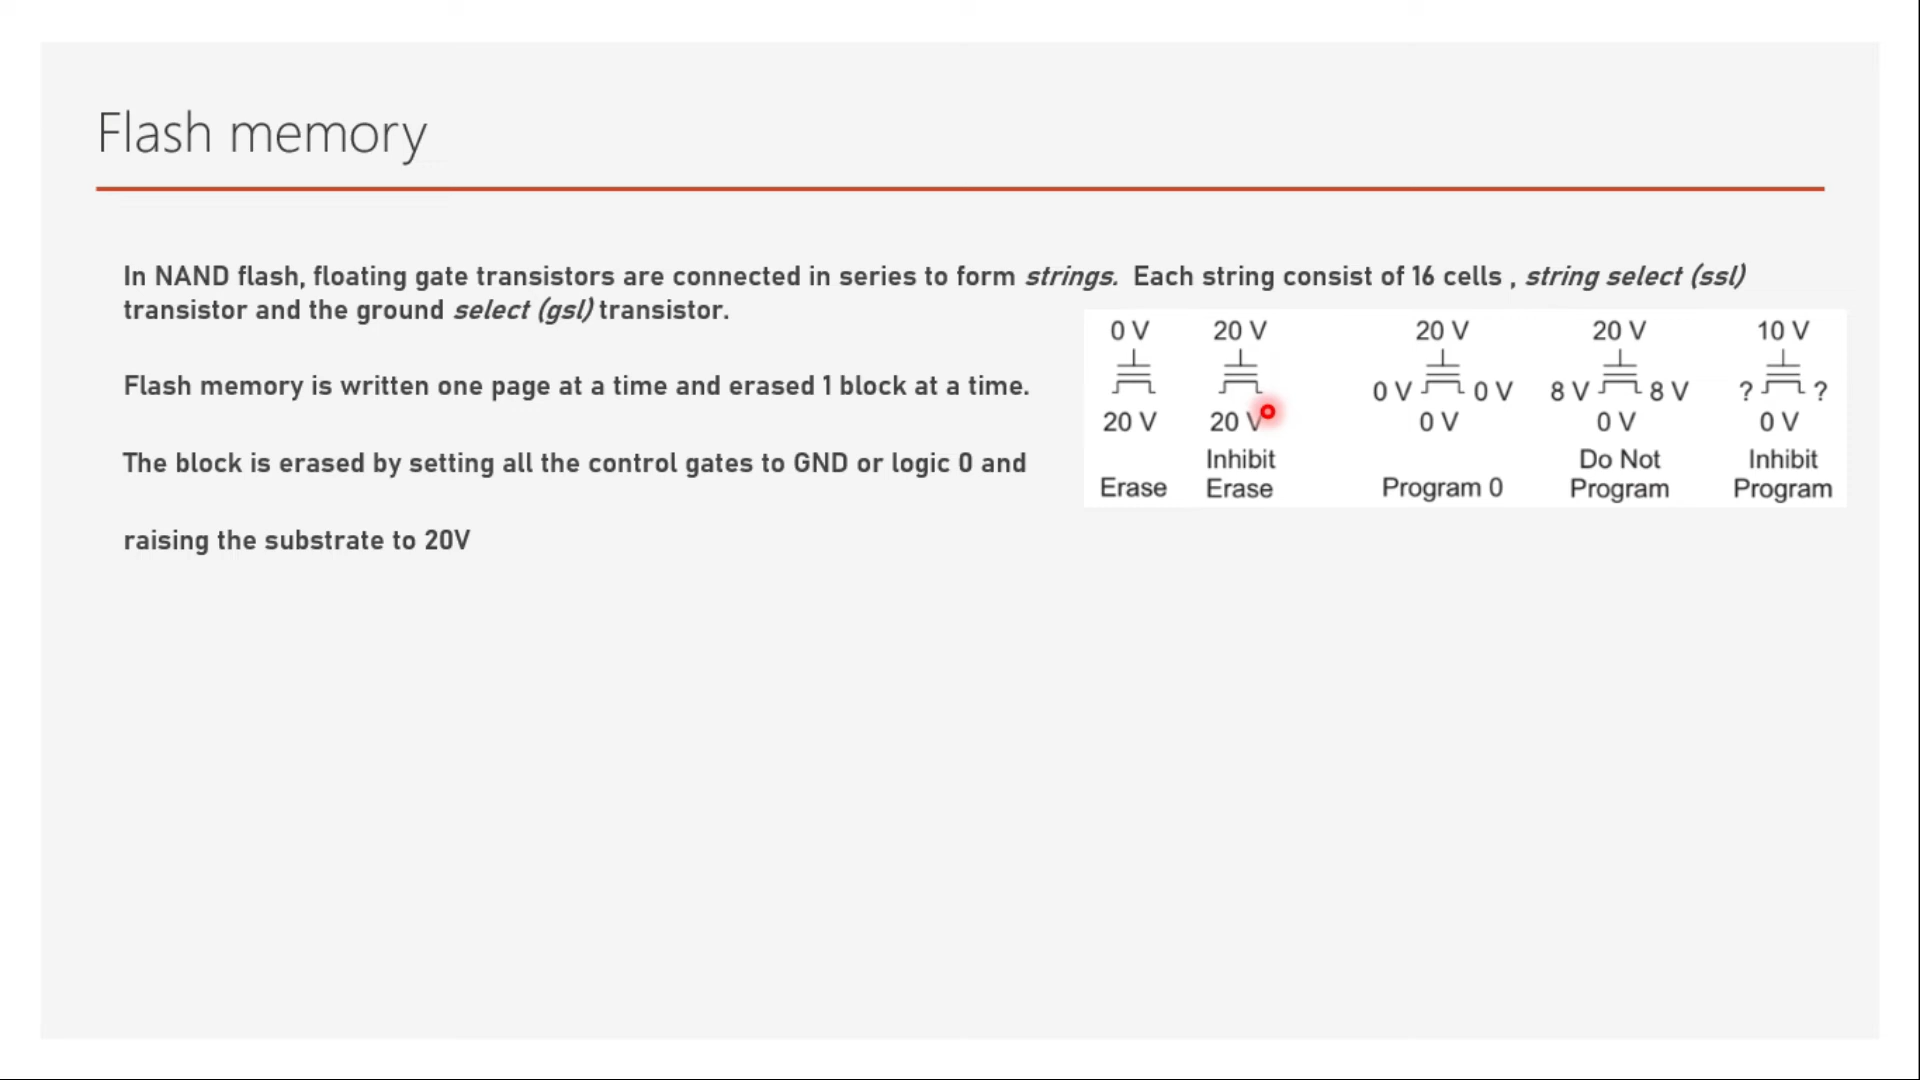 Flash memory
In NAND flash, floating gate transistors are connected in series to form strings. Each string consist of 16 cells , string select (ssl)
transistor and the ground select (gsl) transistor.
0 V 20 V 20 V 20 V 10 V
Flash memory is written one page at a time and erased 1 block at a time.
0 V 0 V 8 V 8 V ? ?
20 V 20 V 0 V 0 V 0 V
The block is erased by setting all the control gates to GND or logic 0 and
Inhibit Do Not Inhibit
Erase Erase Program 0 Program Program
raising the substrate to 20V